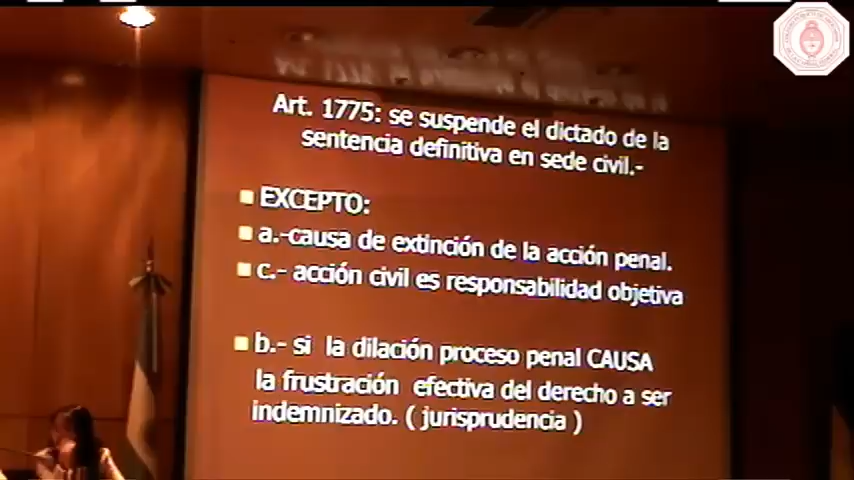 Art. 1775: se suspende el dictado de la
sentencia definitiva en sede civil.-
EXCEPTO:
a.-causa de extinción de la acción penal.
c.- acción civil es responsabilidad objetiva
b.- si la dilación proceso penal CAUSA
la frustración efectiva del derecho a ser
indemnizado. ( jurisprudencia )